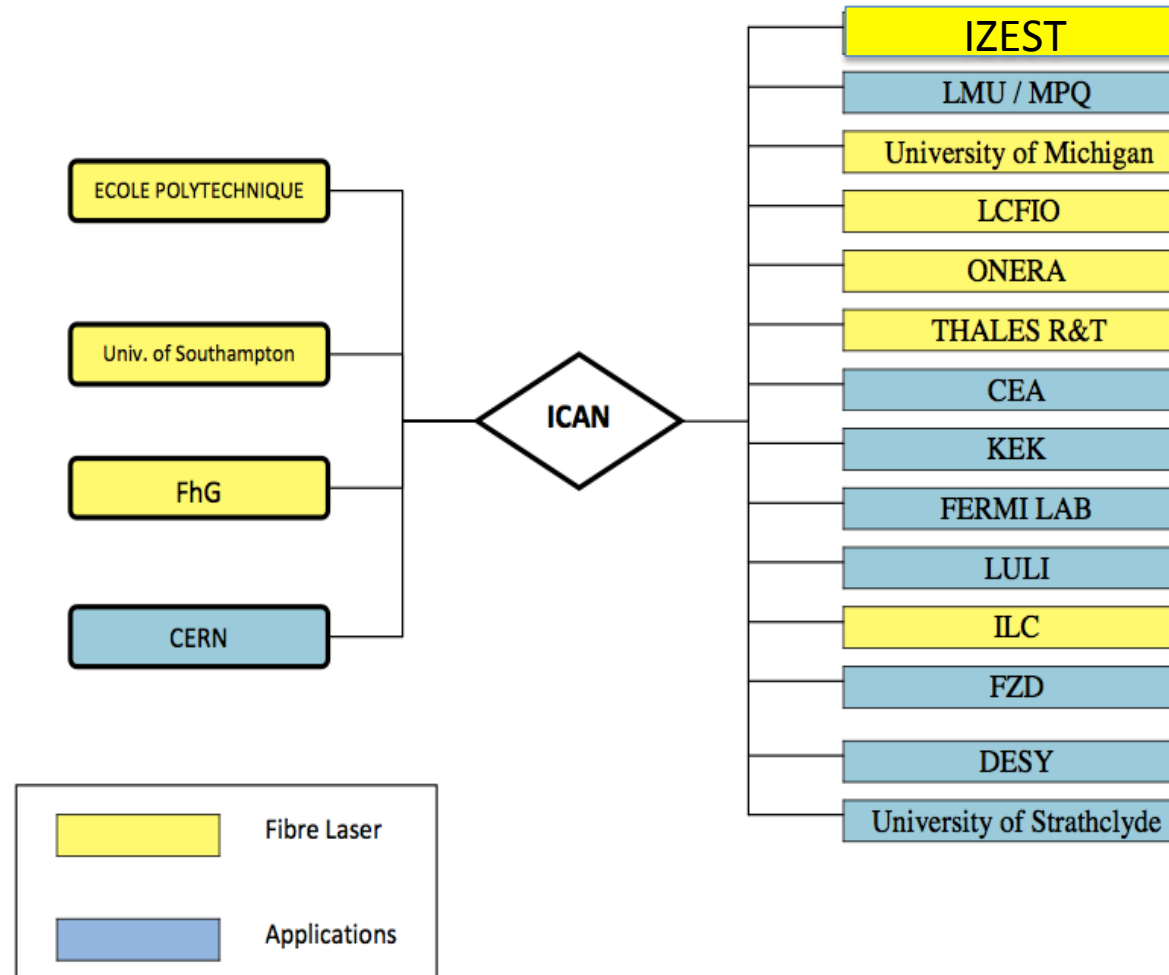 ECOLE POLYTECHNIQUE
Univ. of Southampton
FhG
CERN
ICAN
IZEST
LMU / MPQ
University of Michigan
LCFIO
ONERA
THALES R&T
CEA
KEK
FERMI LAB
LULI
ILC
FZD
DESY
University of Strathclyde
Fibre Laser
Applications